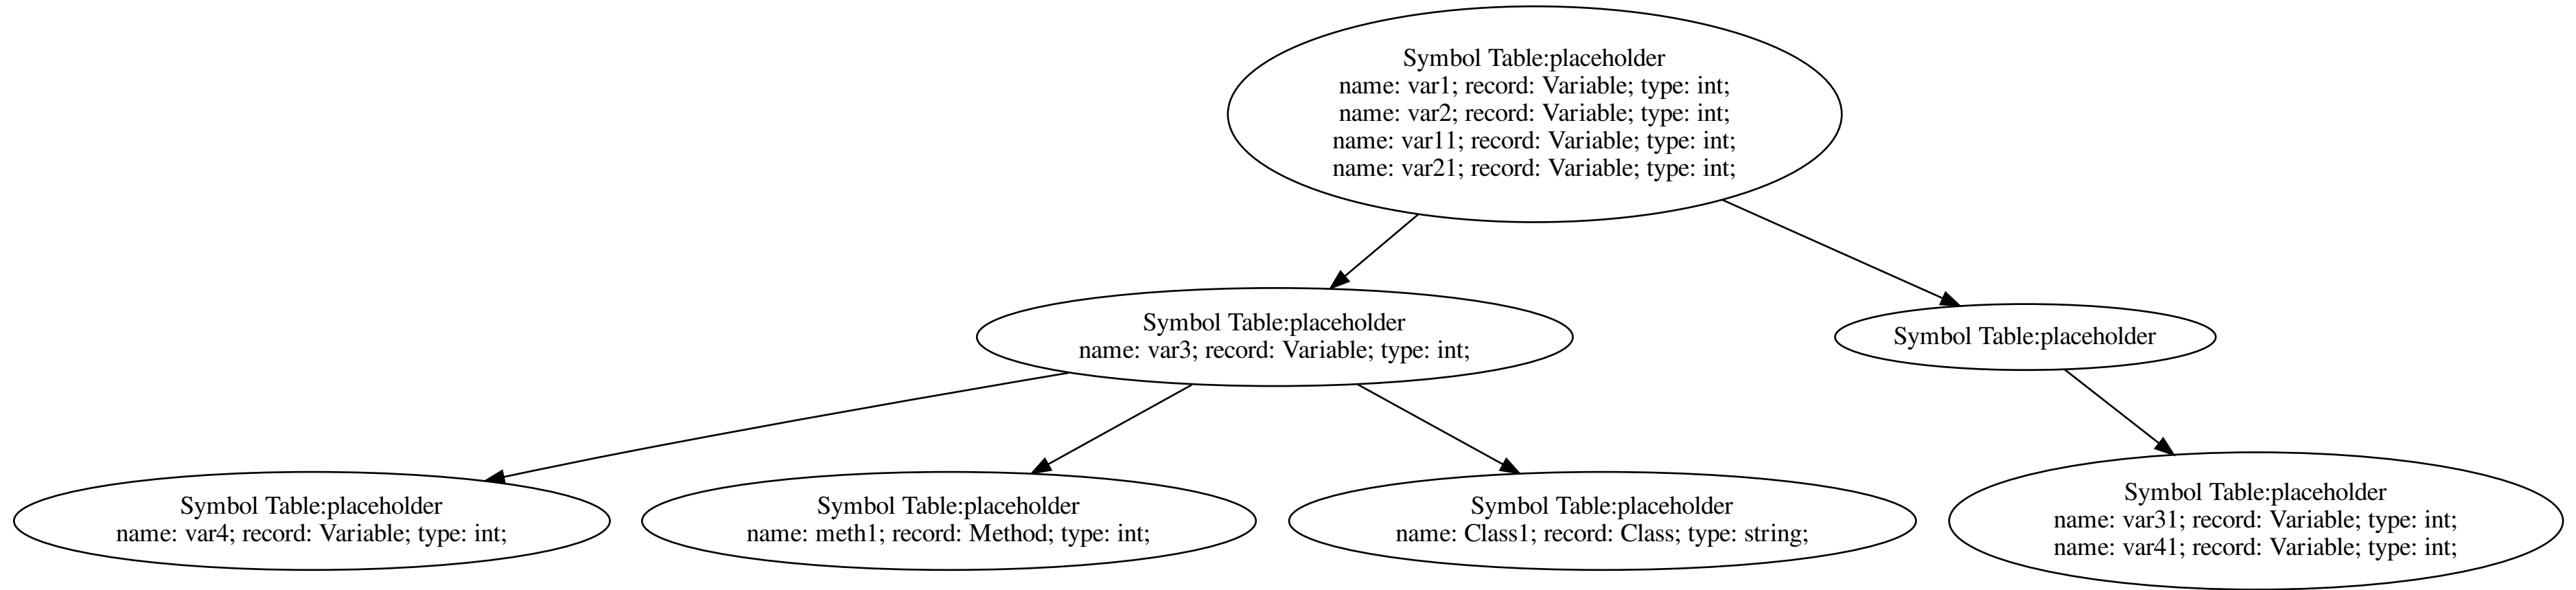 Symbol Table:placeholder
name: var1; record: Variable; type: int;
name: var2; record: Variable; type: int;
name: var11; record: Variable; type: int;
name: var21; record: Variable; type: int;
Symbol Table:placeholder
name: var3; record: Variable; type: int;
Symbol Table:placeholder
Symbol Table:placeholder
name: var4; record: Variable; type: int;
Symbol Table:placeholder
name: meth1; record: Method; type: int;
Symbol Table:placeholder
name: Class1; record: Class; type: string;
Symbol Table:placeholder
name: var31; record: Variable; type: int;
name: var41; record: Variable; type: int;